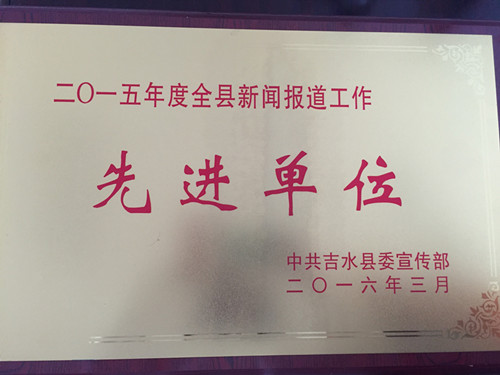 二〇一五年度全县新闻报道工作
先进单位
中共吉水县委宣传部
二〇一六年三月